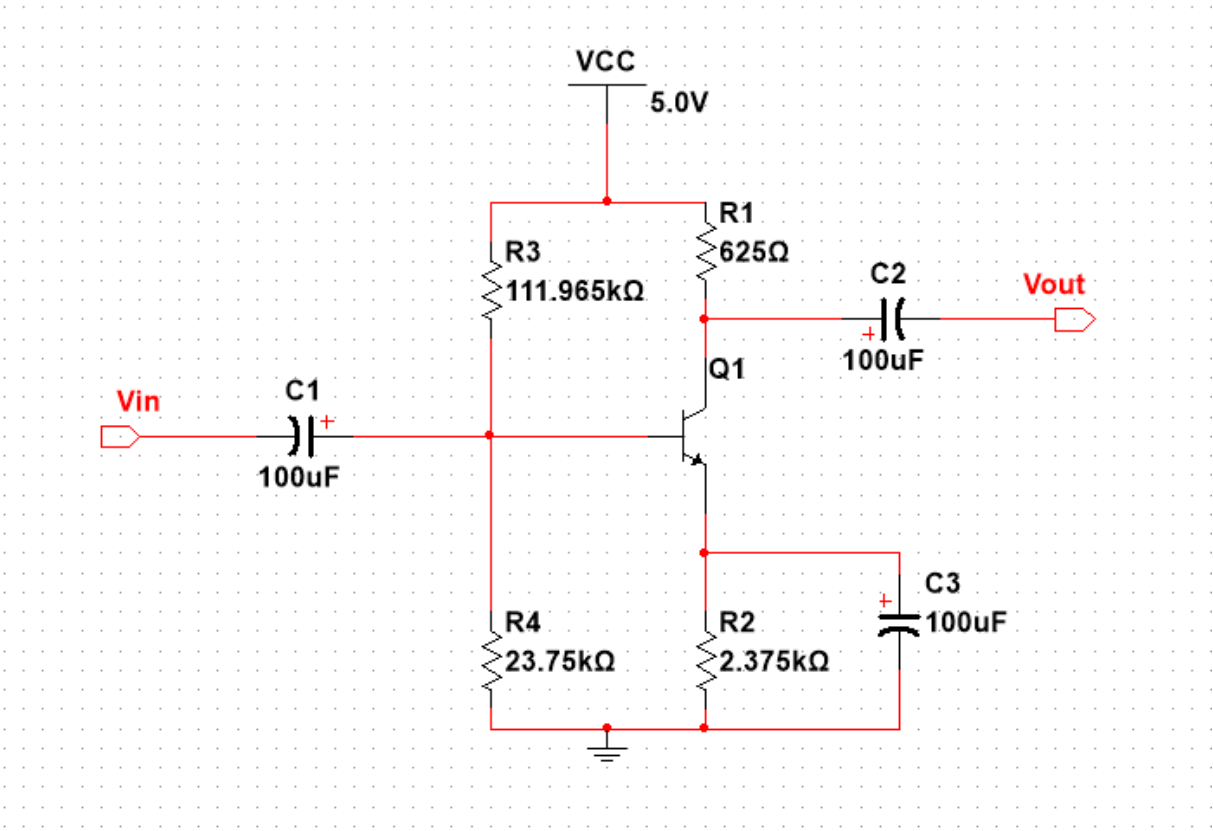 VCC
5.0V
R1
625Ω
R3
111.965kΩ
C2
+
100uF
Vout
Q1
Vin
C1
+
100uF
R4
23.75kΩ
R2
2.375kΩ
C3
+
100uF